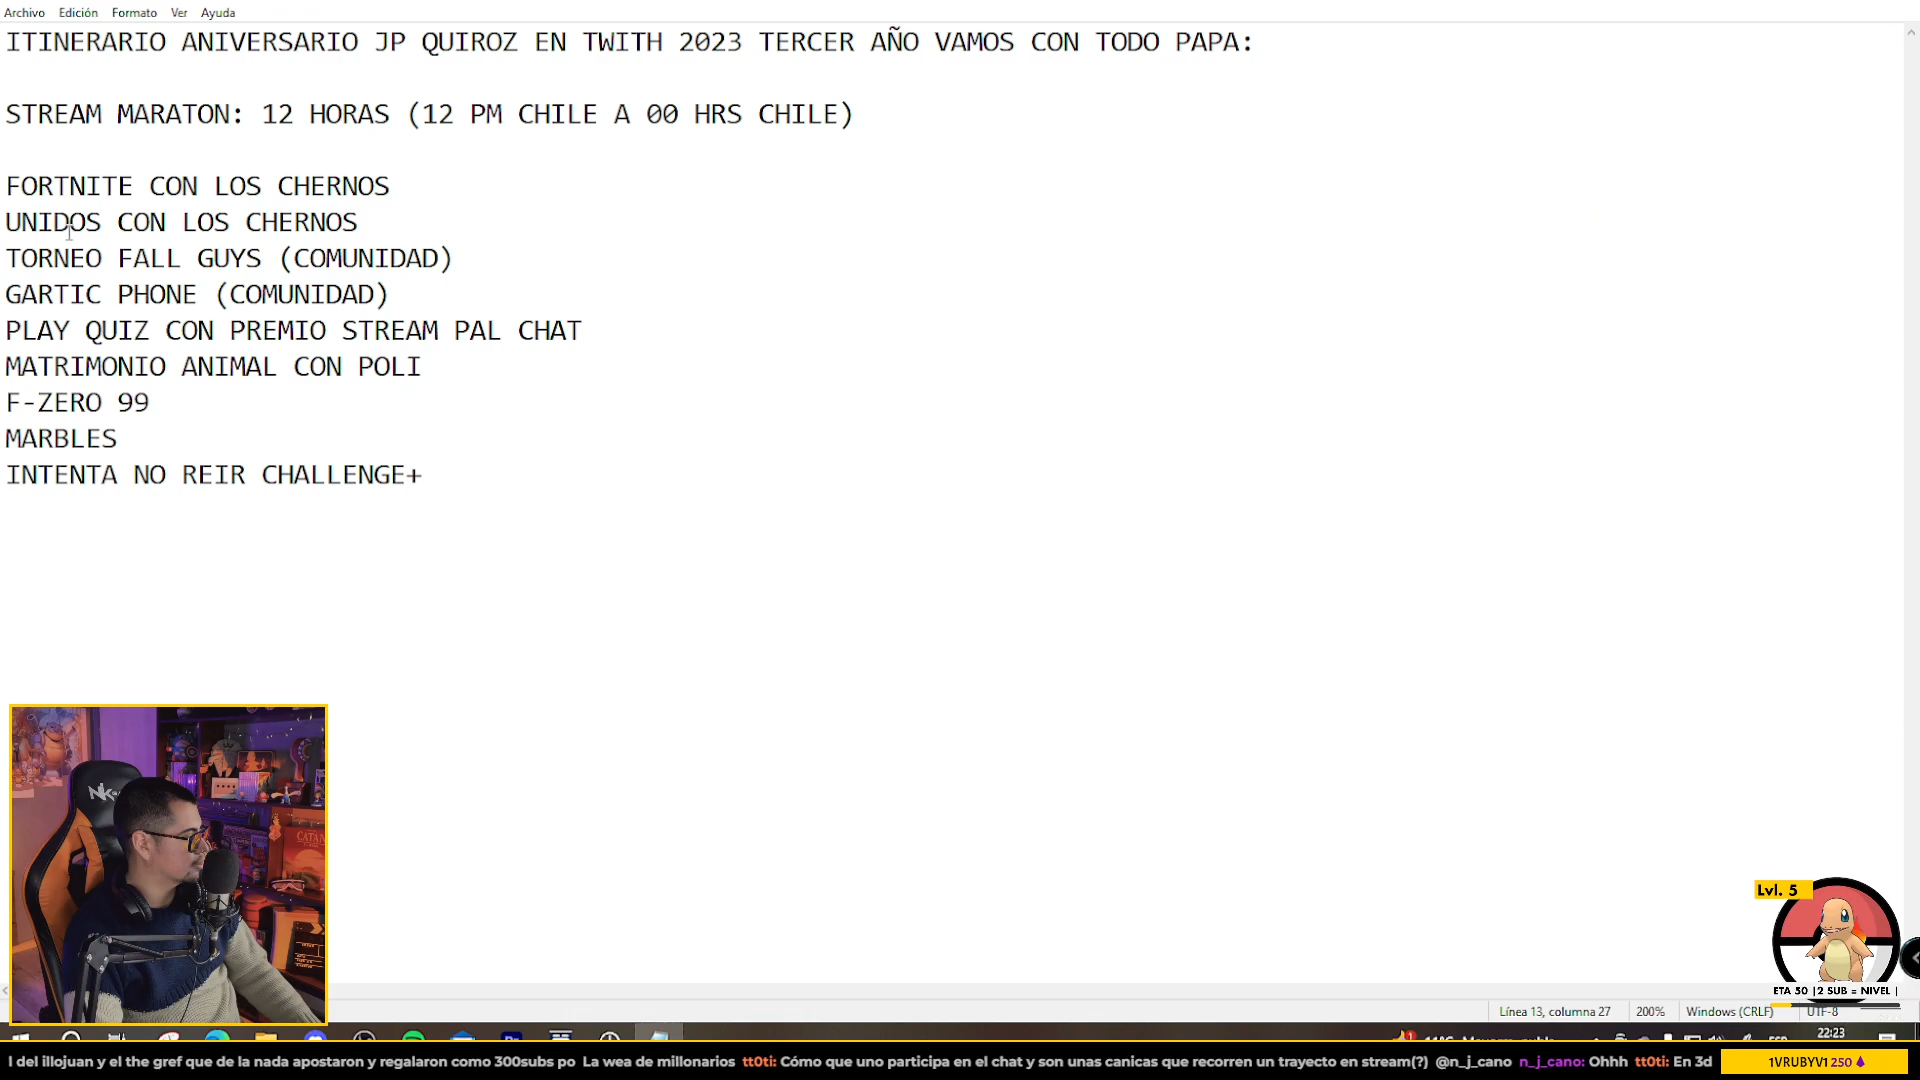 Archivo Edición Formato Ver Ayuda
ITINERARIO ANIVERSARIO JP QUIROZ EN TWITH 2023 TERCER AÑO VAMOS CON TODO PAPA:
STREAM MARATON: 12 HORAS (12 PM CHILE A 00 HRS CHILE)
FORTNITE CON LOS CHERNOS
UNIDOS CON LOS CHERNOS
TORNEO FALL GUYS (COMUNIDAD)
GARTIC PHONE (COMUNIDAD)
PLAY QUIZ CON PREMIO STREAM PAL CHAT
MATRIMONIO ANIMAL CON POLI
F-ZERO 99
MARBLES
INTENTA NO REIR CHALLENGE+
CATAN
Lvl. 5
ETA 50 |2 SUB = NIVEL |
Línea 13, columna 27 200% Windows (CRLF) UTF-8
22:23
l del illojuan y el the gref que de la nada apostaron y regalaron como 300subs po La wea de millonarios tt0ti: Cómo que uno participa en el chat y son unas canicas que recorren un trayecto en stream(?) @n_j_cano n_j_cano: Ohhh tt0ti: En 3d
1VRUBYV1 250